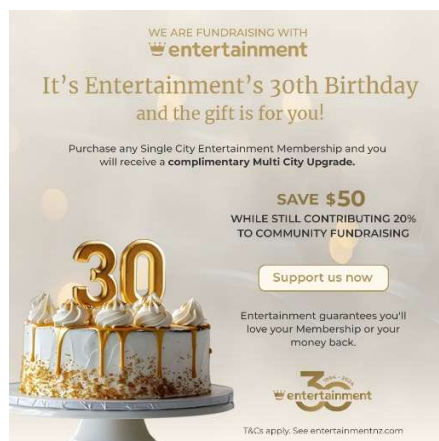 WE ARE FUNDRAISING WITH
entertainment
It's Entertainment's 30th Birthday
and the gift is for you!
Purchase any Single City Entertainment Membership and you
will receive a complimentary Multi City Upgrade.
SAVE $50
WHILE STILL CONTRIBUTING 20%
TO COMMUNITY FUNDRAISING
30
Support us now
Entertainment guarantees you'll
love your Membership or your
money back.
30
1994 - 2024
entertainment
T&Cs apply. See entertainmentnz.com